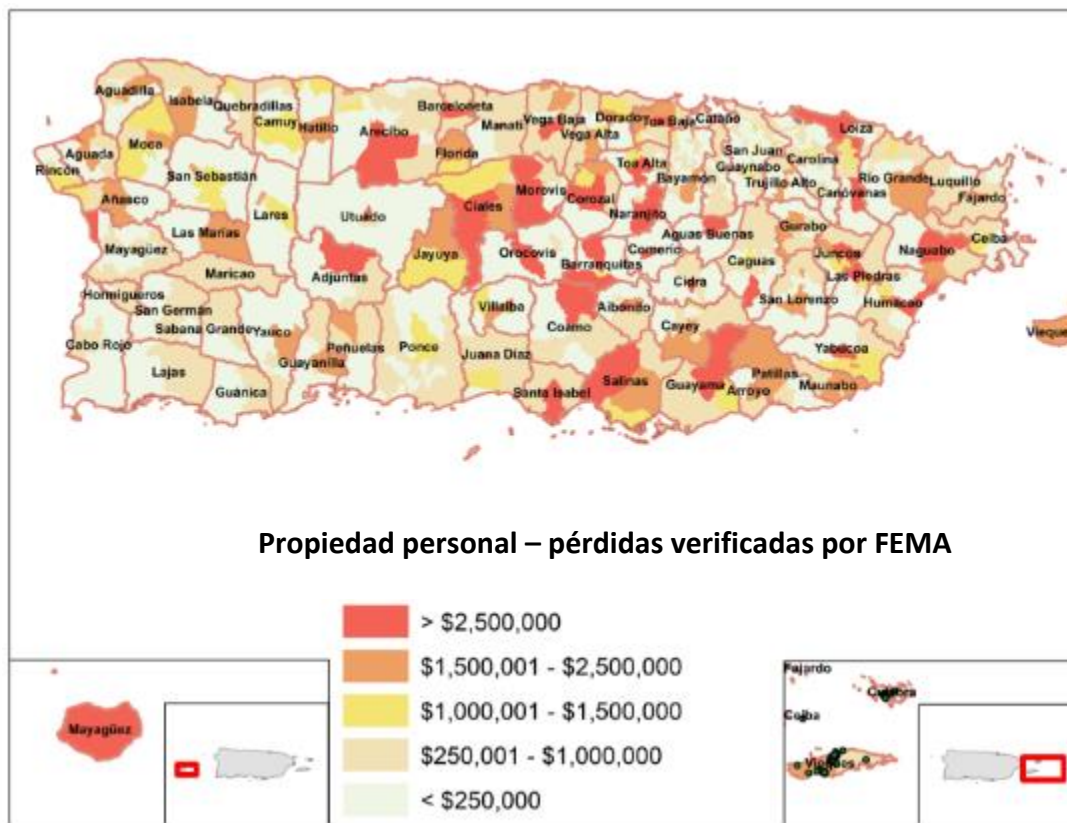 Aguadilla
Isabela
Quebradillas
Camuy
Hatillo
Arecibo
Barceloneta
Manatí
Vega Baja
Vega Alta
Dorado
Toa Baja
Cataño
Loiza
Moca
Aguada
Rincón
Añasco
San Sebastián
Lares
Utuado
Florida
Ciales
Morovis
Corozal
Toa Alta
Naranjito
Bayamón
San Juan
Guaynabo
Trujillo Alto
Carolina
Canóvanas
Rio Grande
Luquillo
Fajardo
Ceiba
Naguabo
Mayagüez
Las Marias
Maricao
Adjuntas
Jayuya
Orocovis
Barranquitas
Comerio
Aguas Buenas
Caguas
Gurabo
Juncos
Las Piedras
Humacao
Hormigueros
San Germán
Sabana Grande
Cabo Rojo
Lajas
Guánica
Yauco
Guayanilla
Peñuelas
Ponce
Villalba
Juana Díaz
Coamo
Aibonito
Cidra
Cayey
San Lorenzo
Yabucoa
Santa Isabel
Salinas
Guayama
Arroyo
Patillas
Maunabo
Vieques
Propiedad personal – pérdidas verificadas por FEMA
> $2,500,000
$1,500,001 - $2,500,000
$1,000,001 - $1,500,000
$250,001 - $1,000,000
< $250,000
Mayagüez
Fajardo
Culebra
Ceiba
Vieques